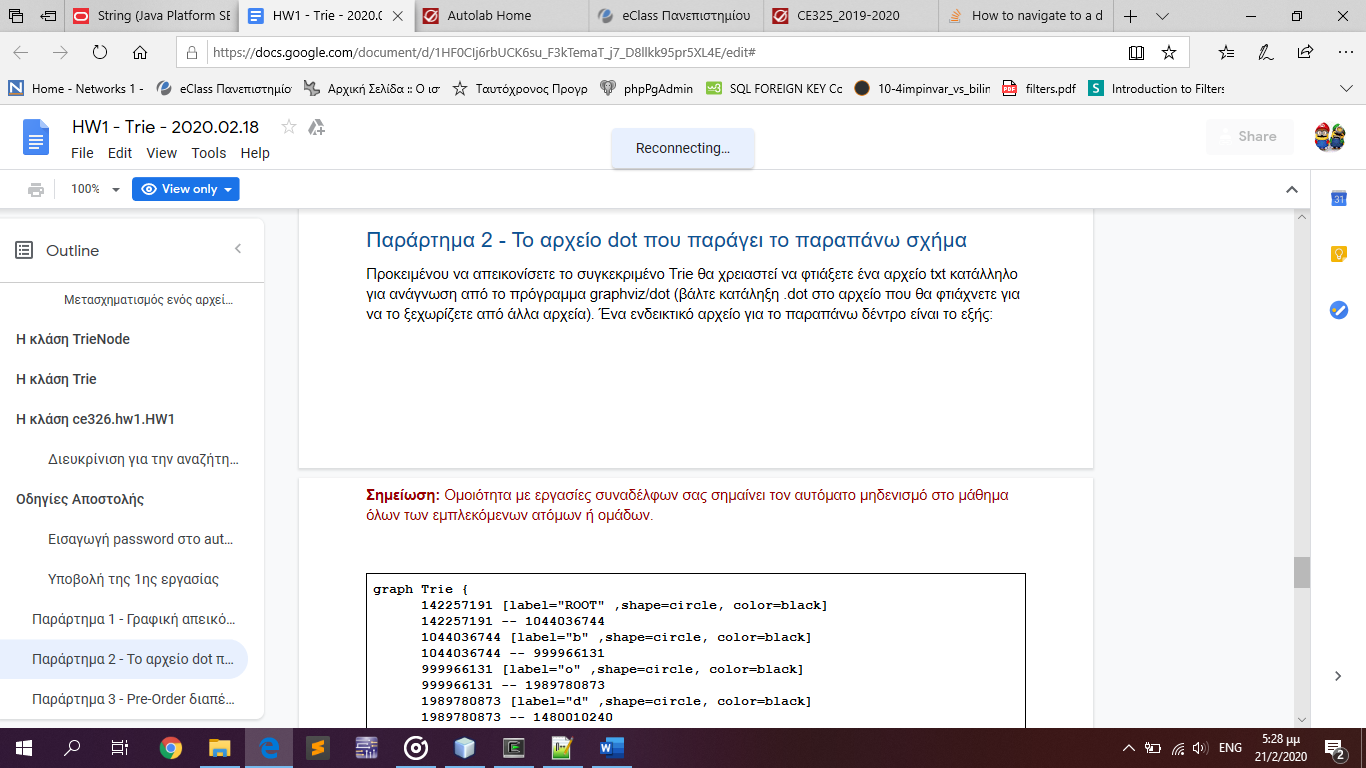 String (Java Platform SE
HW1 - Trie - 2020.0
Autolab Home
eClass Πανεπιστημίου
CE325_2019-2020
How to navigate to a d
https://docs.google.com/document/d/1HF0Clj6rbUCK6su_F3kTemaT_j7_D8llkk95pr5XL4E/edit#
Home - Networks 1 -
eClass Πανεπιστημίο
Αρχική Σελίδα :: Ο ισ
Ταυτόχρονος Προγρ
phpPgAdmin
SQL FOREIGN KEY Co
10-4impinvar_vs_bilin
filters.pdf
Introduction to Filters
HW1 - Trie - 2020.02.18
File Edit View Tools Help
Reconnecting...
Share
100%
View only
31
Outline
Μετασχηματισμός ενός αρχεί...
Η κλάση TrieNode
Η κλάση Trie
Η κλάση ce326.hw1.HW1
Διευκρίνιση για την αναζήτη...
Οδηγίες Αποστολής
Εισαγωγή password στο aut...
Υποβολή της 1ης εργασίας
Παράρτημα 1 - Γραφική απεικό...
Παράρτημα 2 - Το αρχείο dot π...
Παράρτημα 3 - Pre-Order διαπέ...
Παράρτημα 2 - Το αρχείο dot που παράγει το παραπάνω σχήμα
Προκειμένου να απεικονίσετε το συγκεκριμένο Trie θα χρειαστεί να φτιάξετε ένα αρχείο txt κατάλληλο
για ανάγνωση από το πρόγραμμα graphviz/dot (βάλτε κατάληξη .dot στο αρχείο που θα φτιάχνετε για
να το ξεχωρίζετε από άλλα αρχεία). Ένα ενδεικτικό αρχείο για το παραπάνω δέντρο είναι το εξής:
Σημείωση: Ομοιότητα με εργασίες συναδέλφων σας σημαίνει τον αυτόματο μηδενισμό στο μάθημα
όλων των εμπλεκόμενων ατόμων ή ομάδων.
graph Trie {
142257191 [label="ROOT" ,shape=circle, color=black]
142257191 -- 1044036744
1044036744 [label="b" ,shape=circle, color=black]
1044036744 -- 999966131
999966131 [label="o" ,shape=circle, color=black]
999966131 -- 1989780873
1989780873 [label="d" ,shape=circle, color=black]
1989780873 -- 1480010240
ENG
5:28 μμ
21/2/2020
2